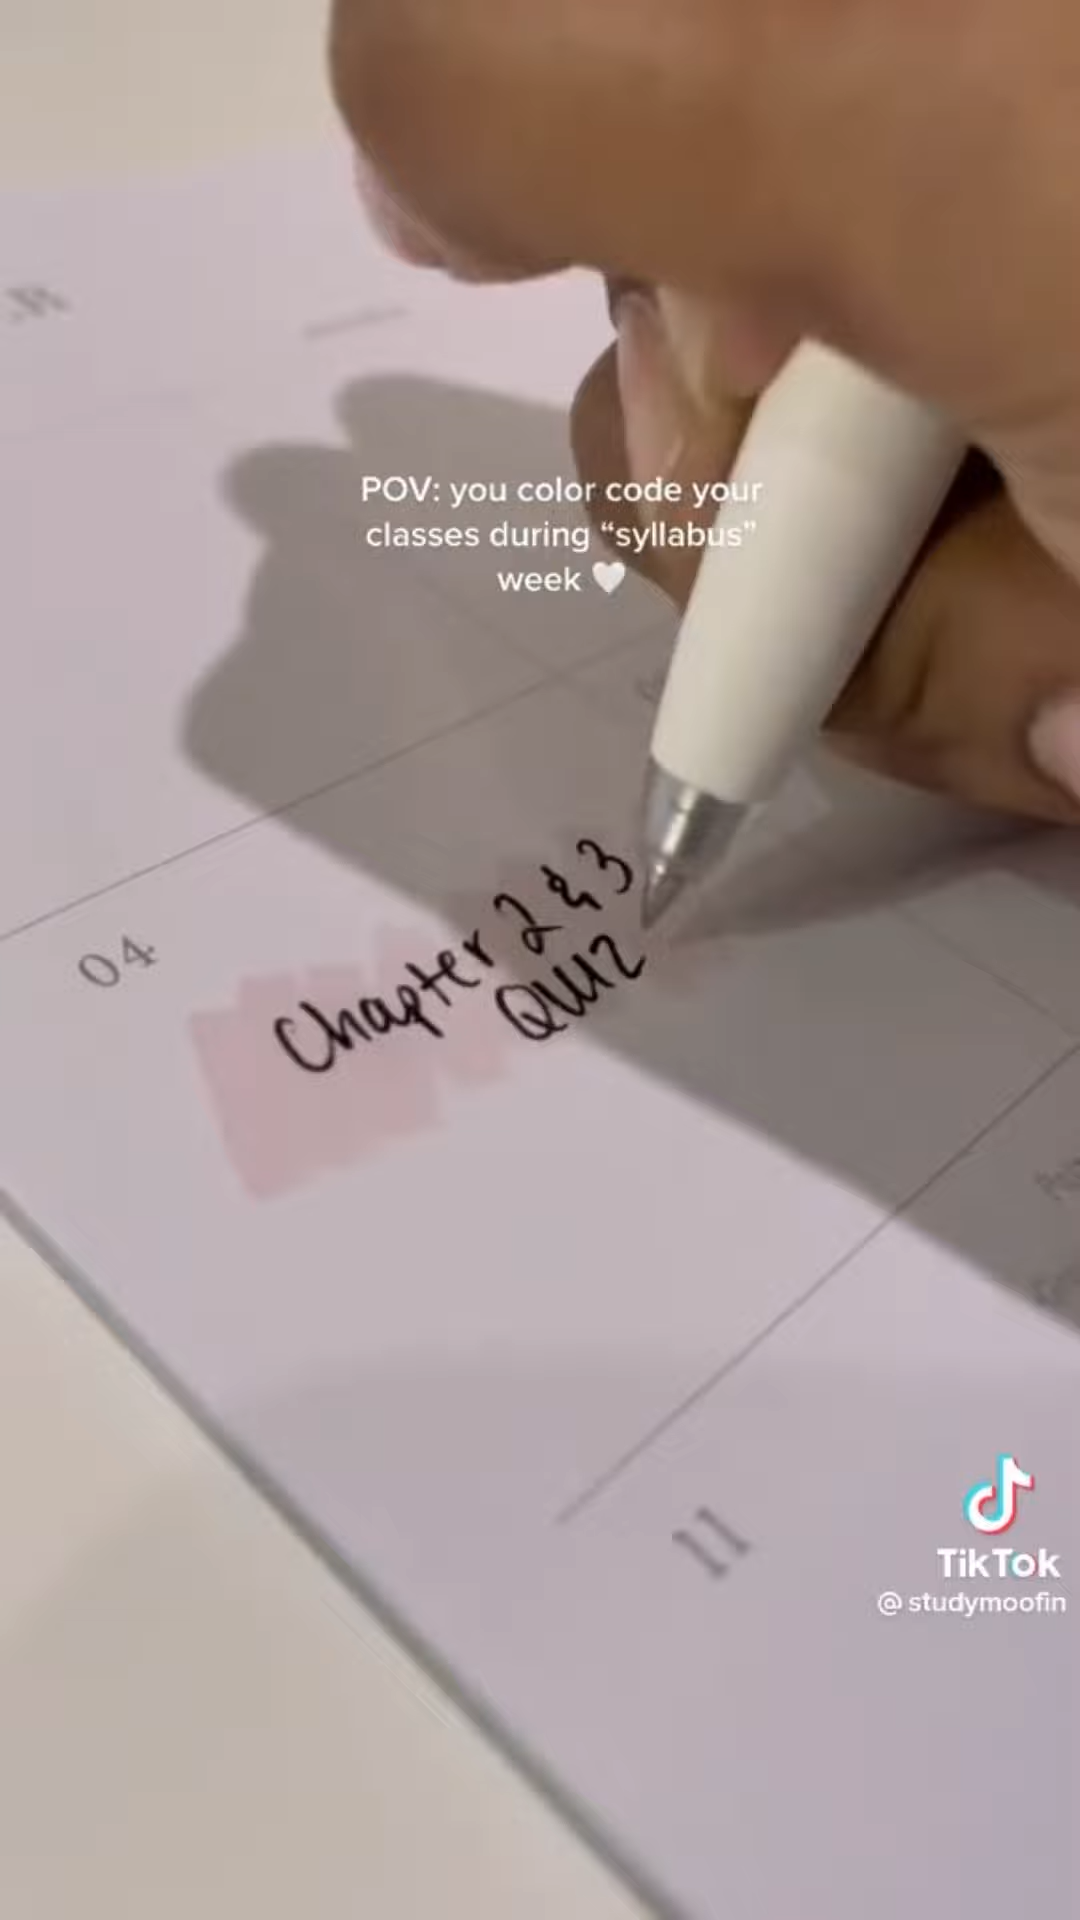 POV: you color code your
classes during “syllabus”
week 🤍
04
Chapter 2 & 3
QUIZ
11
TikTok
@studymoofin